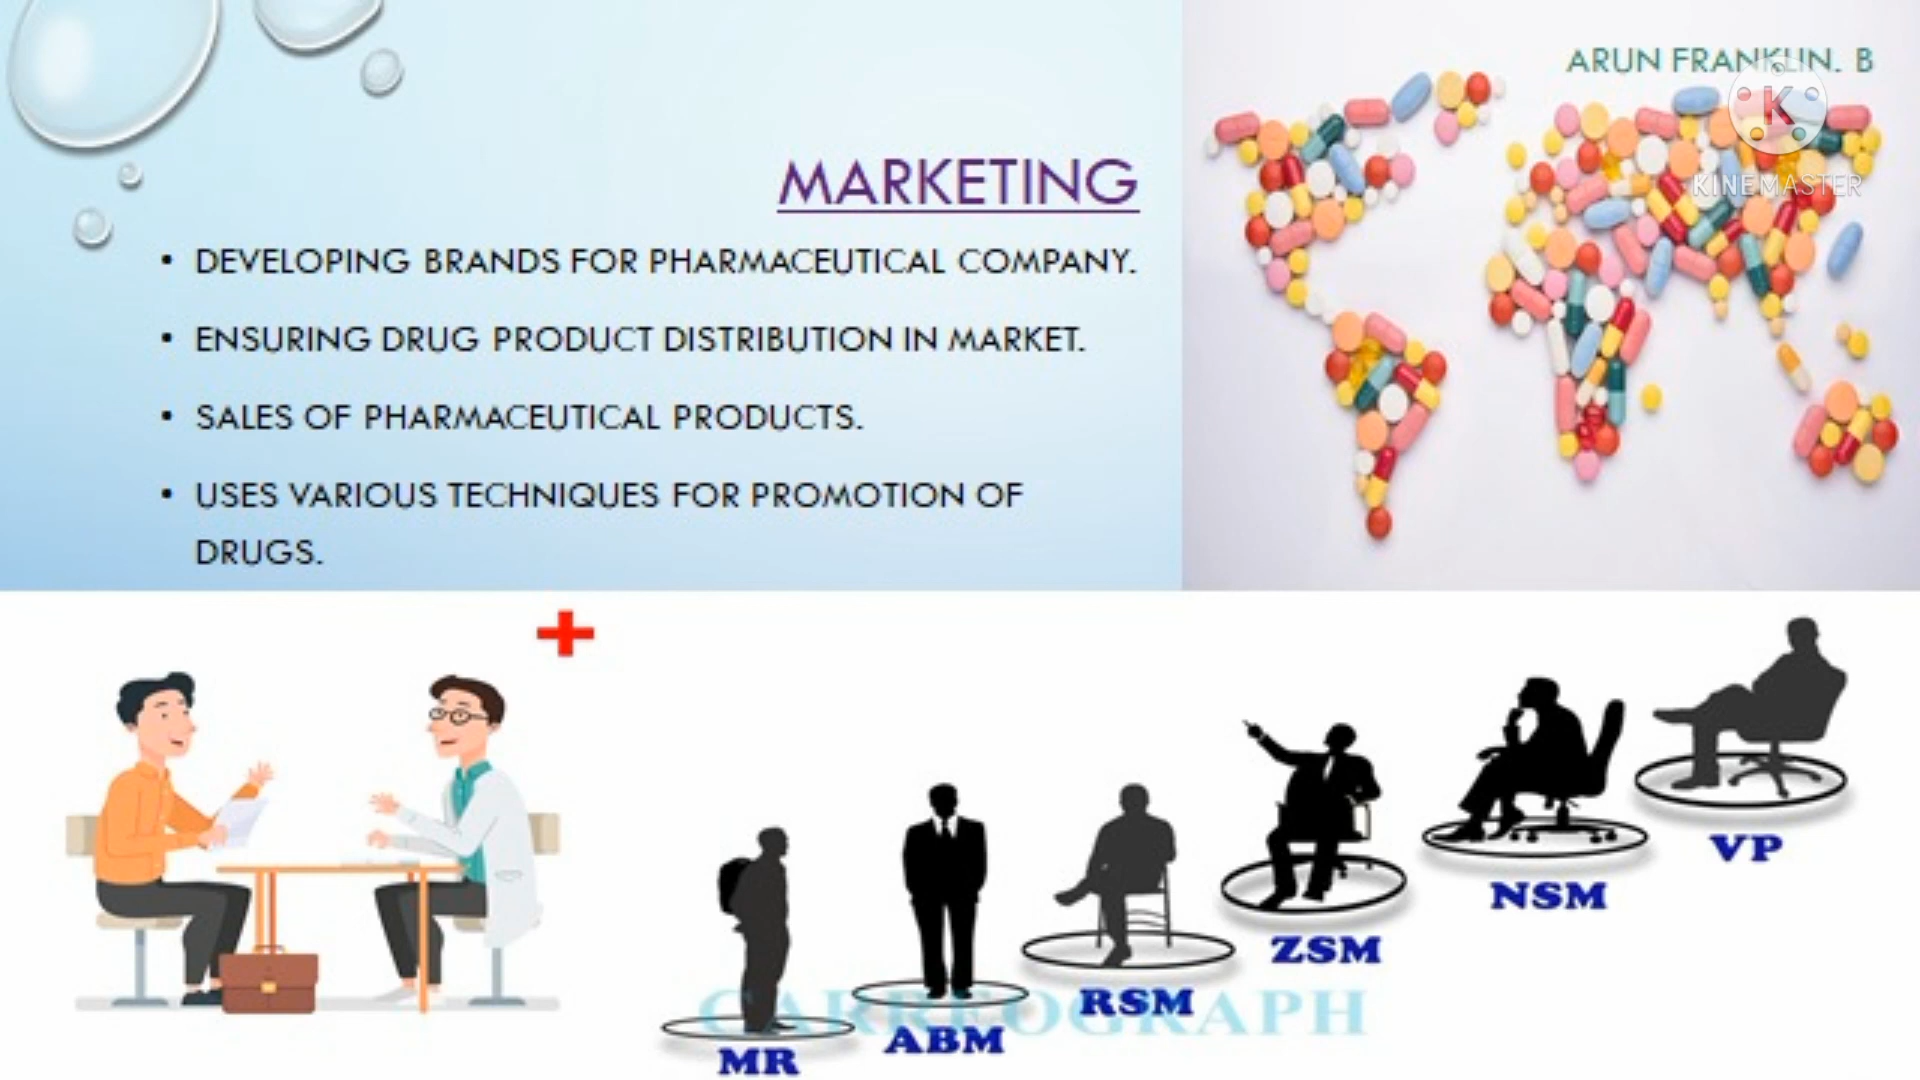 ARUN FRANKLIN. B
K
KINEMASTER
MARKETING
• DEVELOPING BRANDS FOR PHARMACEUTICAL COMPANY.
• ENSURING DRUG PRODUCT DISTRIBUTION IN MARKET.
• SALES OF PHARMACEUTICAL PRODUCTS.
• USES VARIOUS TECHNIQUES FOR PROMOTION OF
DRUGS.
VP
NSM
ZSM
RSM
ABM
MR